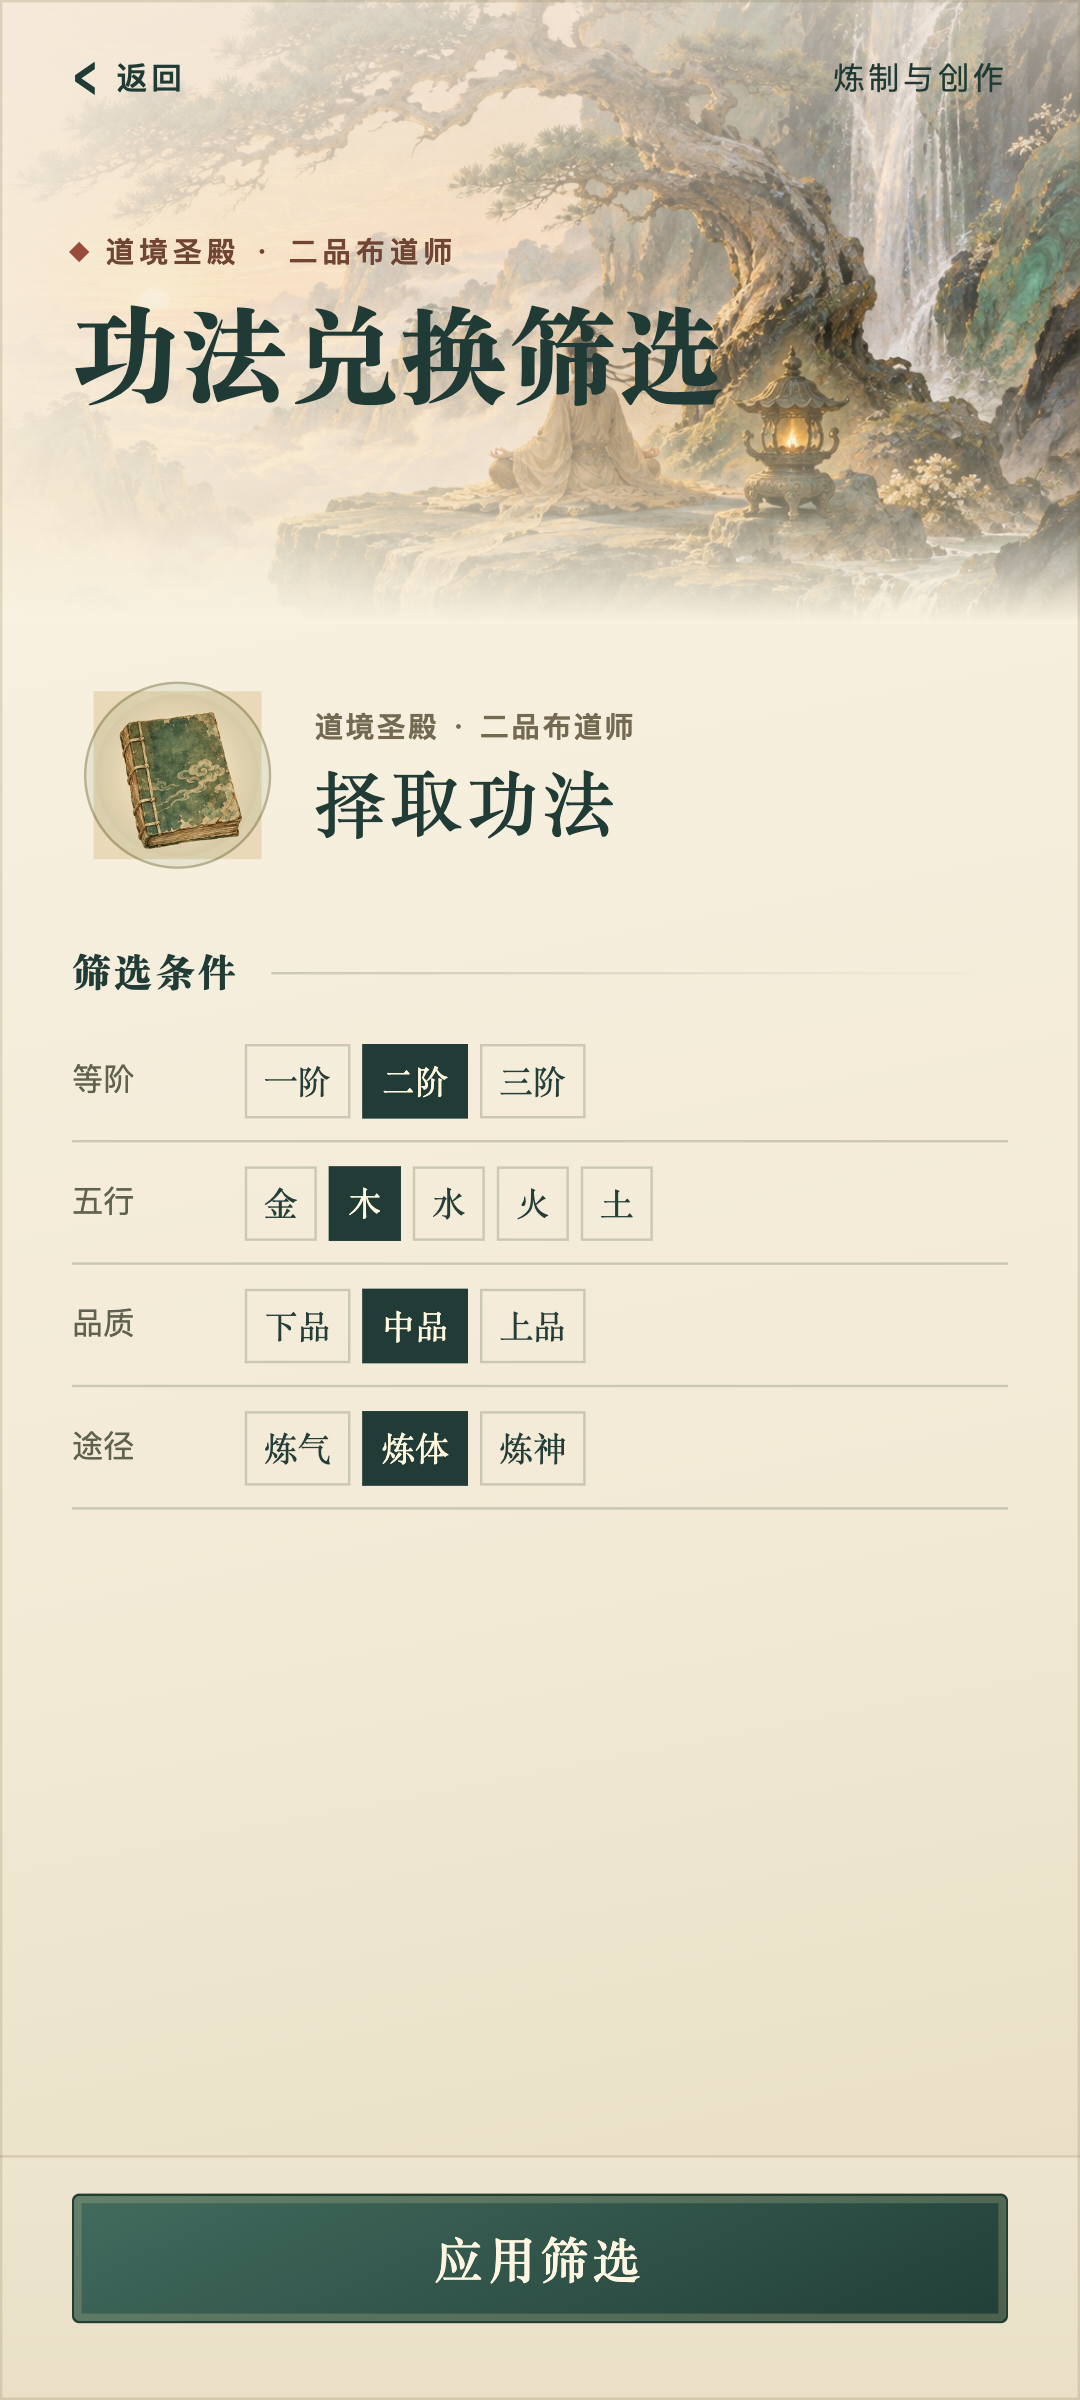 返回
炼制与创作
道境圣殿 · 二品布道师
功法兑换筛选
道境圣殿 · 二品布道师
择取功法
筛选条件
等阶 一阶 二阶 三阶
五行 金 木 水 火 土
品质 下品 中品 上品
途径 炼气 炼体 炼神
应用筛选